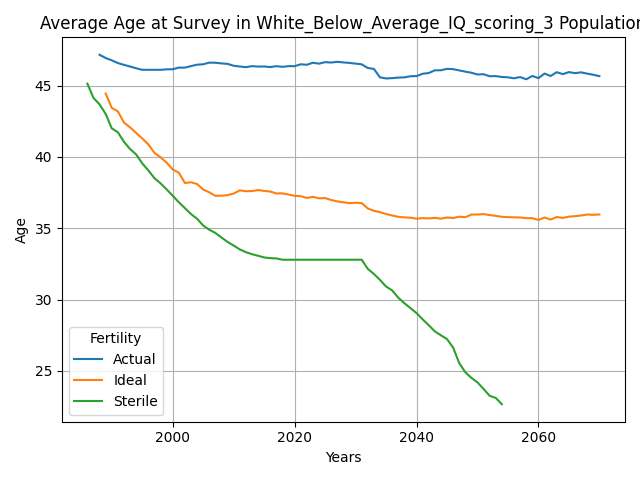 Average Age at Survey in White_Below_Average_IQ_scoring_3 Population
Age
45
40
35
30
25
Fertility
Actual
Ideal
Sterile
2000 2020 2040 2060
Years